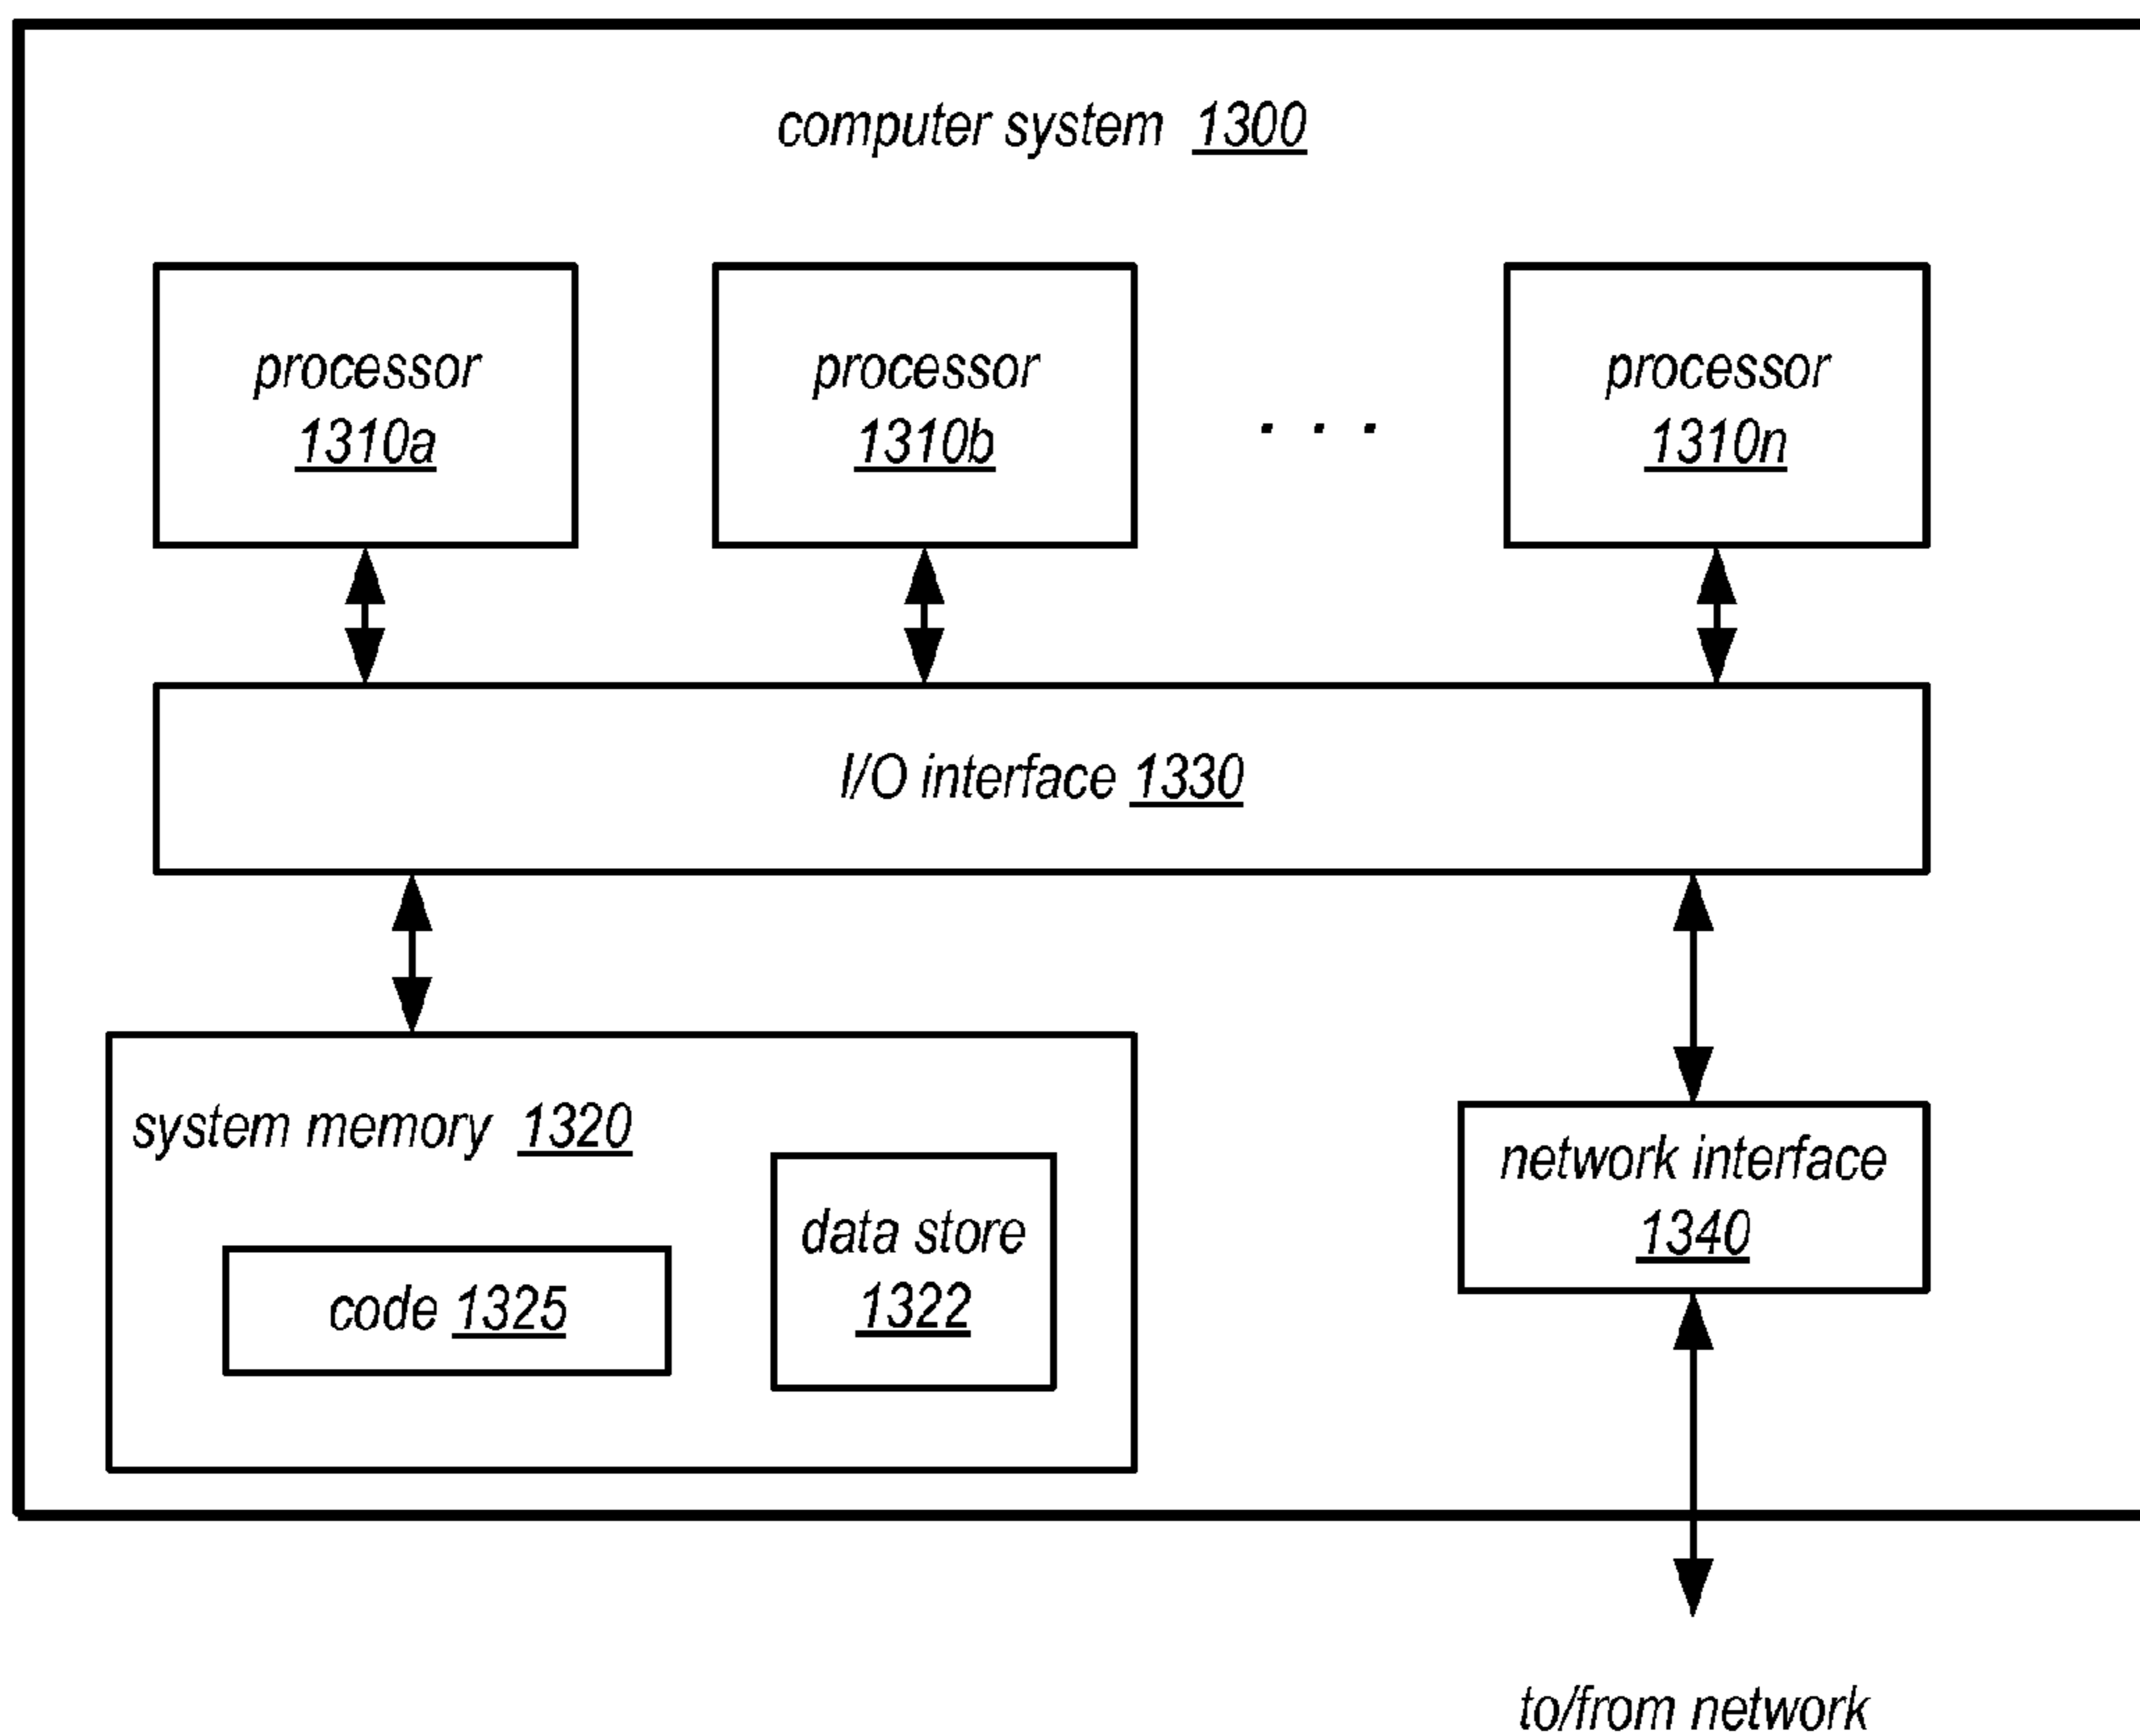 computer system 1300
processor
1310a
processor
1310b
. . .
processor
1310n
I/O interface 1330
system memory 1320
code 1325
data store
1322
network interface
1340
to/from network